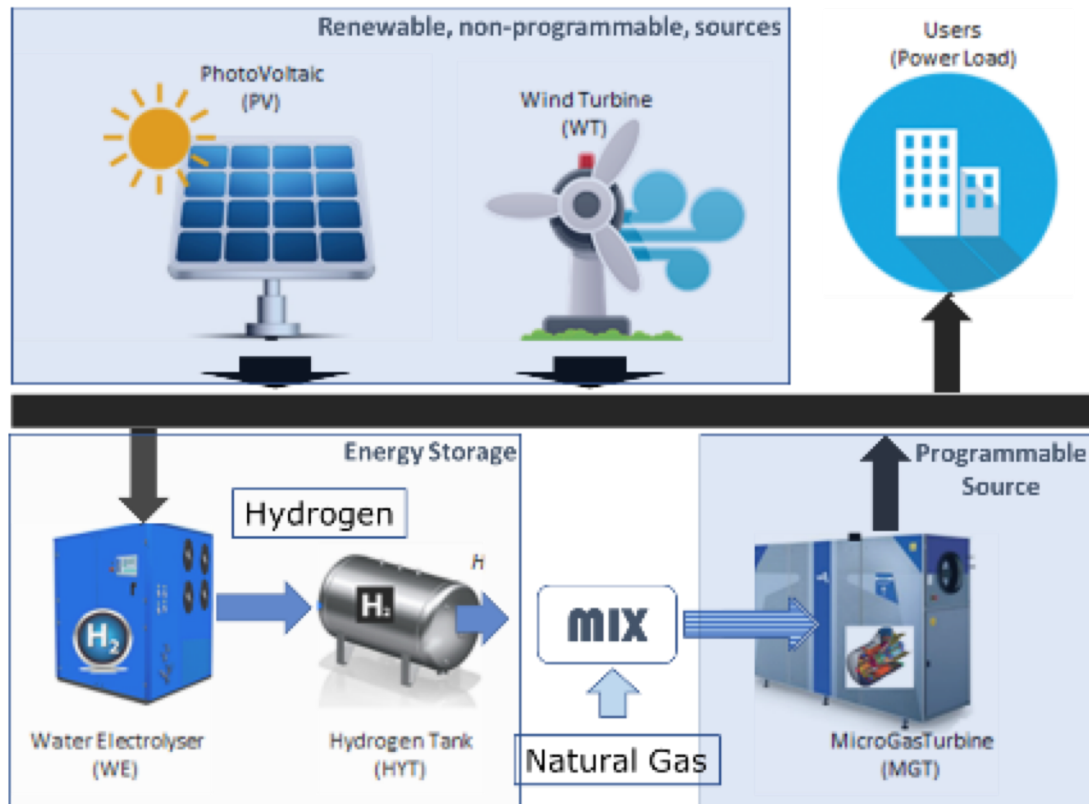 Renewable, non-programmable, sources
PhotoVoltaic
(PV)
Wind Turbine
(WT)
Users
(Power Load)
Energy Storage
Hydrogen
H
H2
H2
MIX
Programmable
Source
Water Electrolyser
(WE)
Hydrogen Tank
(HYT)
Natural Gas
MicroGasTurbine
(MGT)